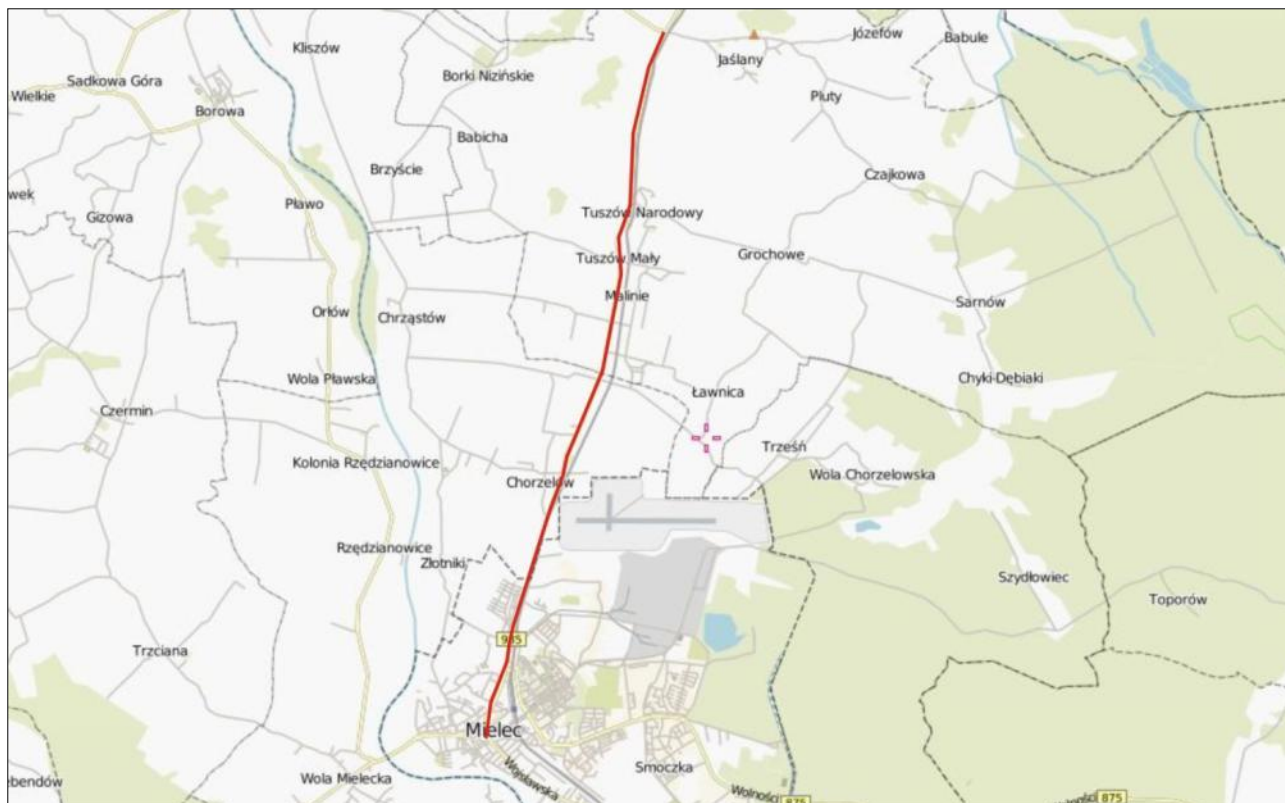 Kliszów
Józefów
Babule
Jaślany
Borki Nizińskie
Sadkowa Góra
Wielkie
Pluty
Borowa
Babicha
Brzyście
Czajkowa
wek
Pławo
Gizowa
Tuszów Narodowy
Grochowe
Tuszów Mały
Malinie
Sarnów
Orłów
Chrząstów
Wola Pławska
Chyki-Dębiaki
Ławnica
Czermin
Trześń
Kolonia Rzędzianowice
Wola Chorzelowska
Chorzelów
Rzędzianowice
Złotniki
Szydłowiec
Toporów
985
Trzciana
Mielec
Wojsławska
Smoczka
Wola Mielecka
ebendów
Wolności
875
875